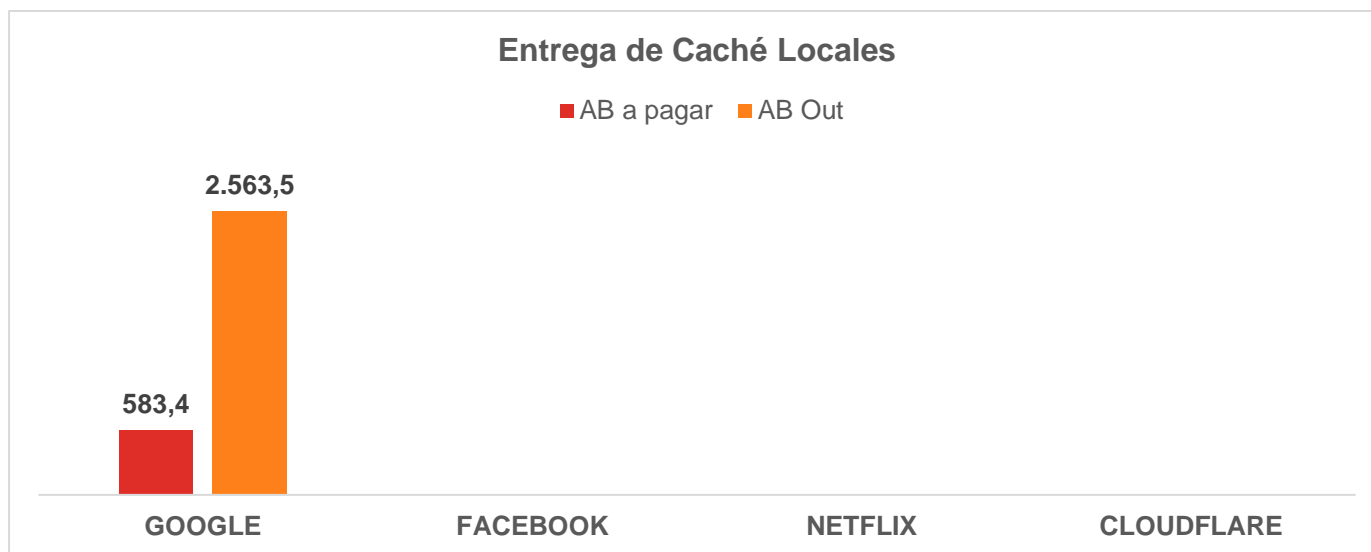 Entrega de Caché Locales
AB a pagar AB Out
2.563,5
583,4
GOOGLE FACEBOOK NETFLIX CLOUDFLARE